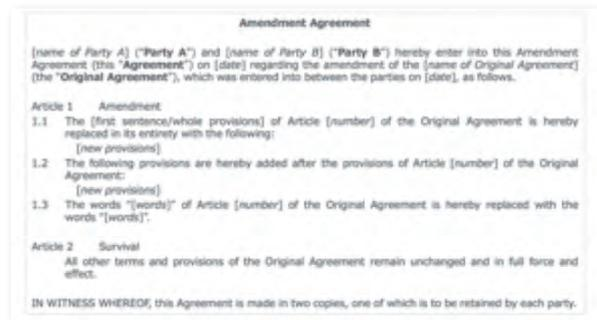 Amendment Agreement
[name of Party A] ("Party A") and [name of Party B] ("Party B") hereby enter into this Amendment
Agreement (this "Agreement") on [date] regarding the amendment of the [name of Original Agreement]
(the "Original Agreement"), which was entered into between the parties on [date], as follows.
Article 1 Amendment
1.1 The [first sentence/whole provisions] of Article [number] of the Original Agreement is hereby
replaced in its entirety with the following:
[new provisions]
1.2 The following provisions are hereby added after the provisions of Article [number] of the Original
Agreement:
[new provisions]
1.3 The words "[words]" of Article [number] of the Original Agreement is hereby replaced with the
words "[words]".
Article 2 Survival
All other terms and provisions of the Original Agreement remain unchanged and in full force and
effect.
IN WITNESS WHEREOF, this Agreement is made in two copies, one of which is to be retained by each party.